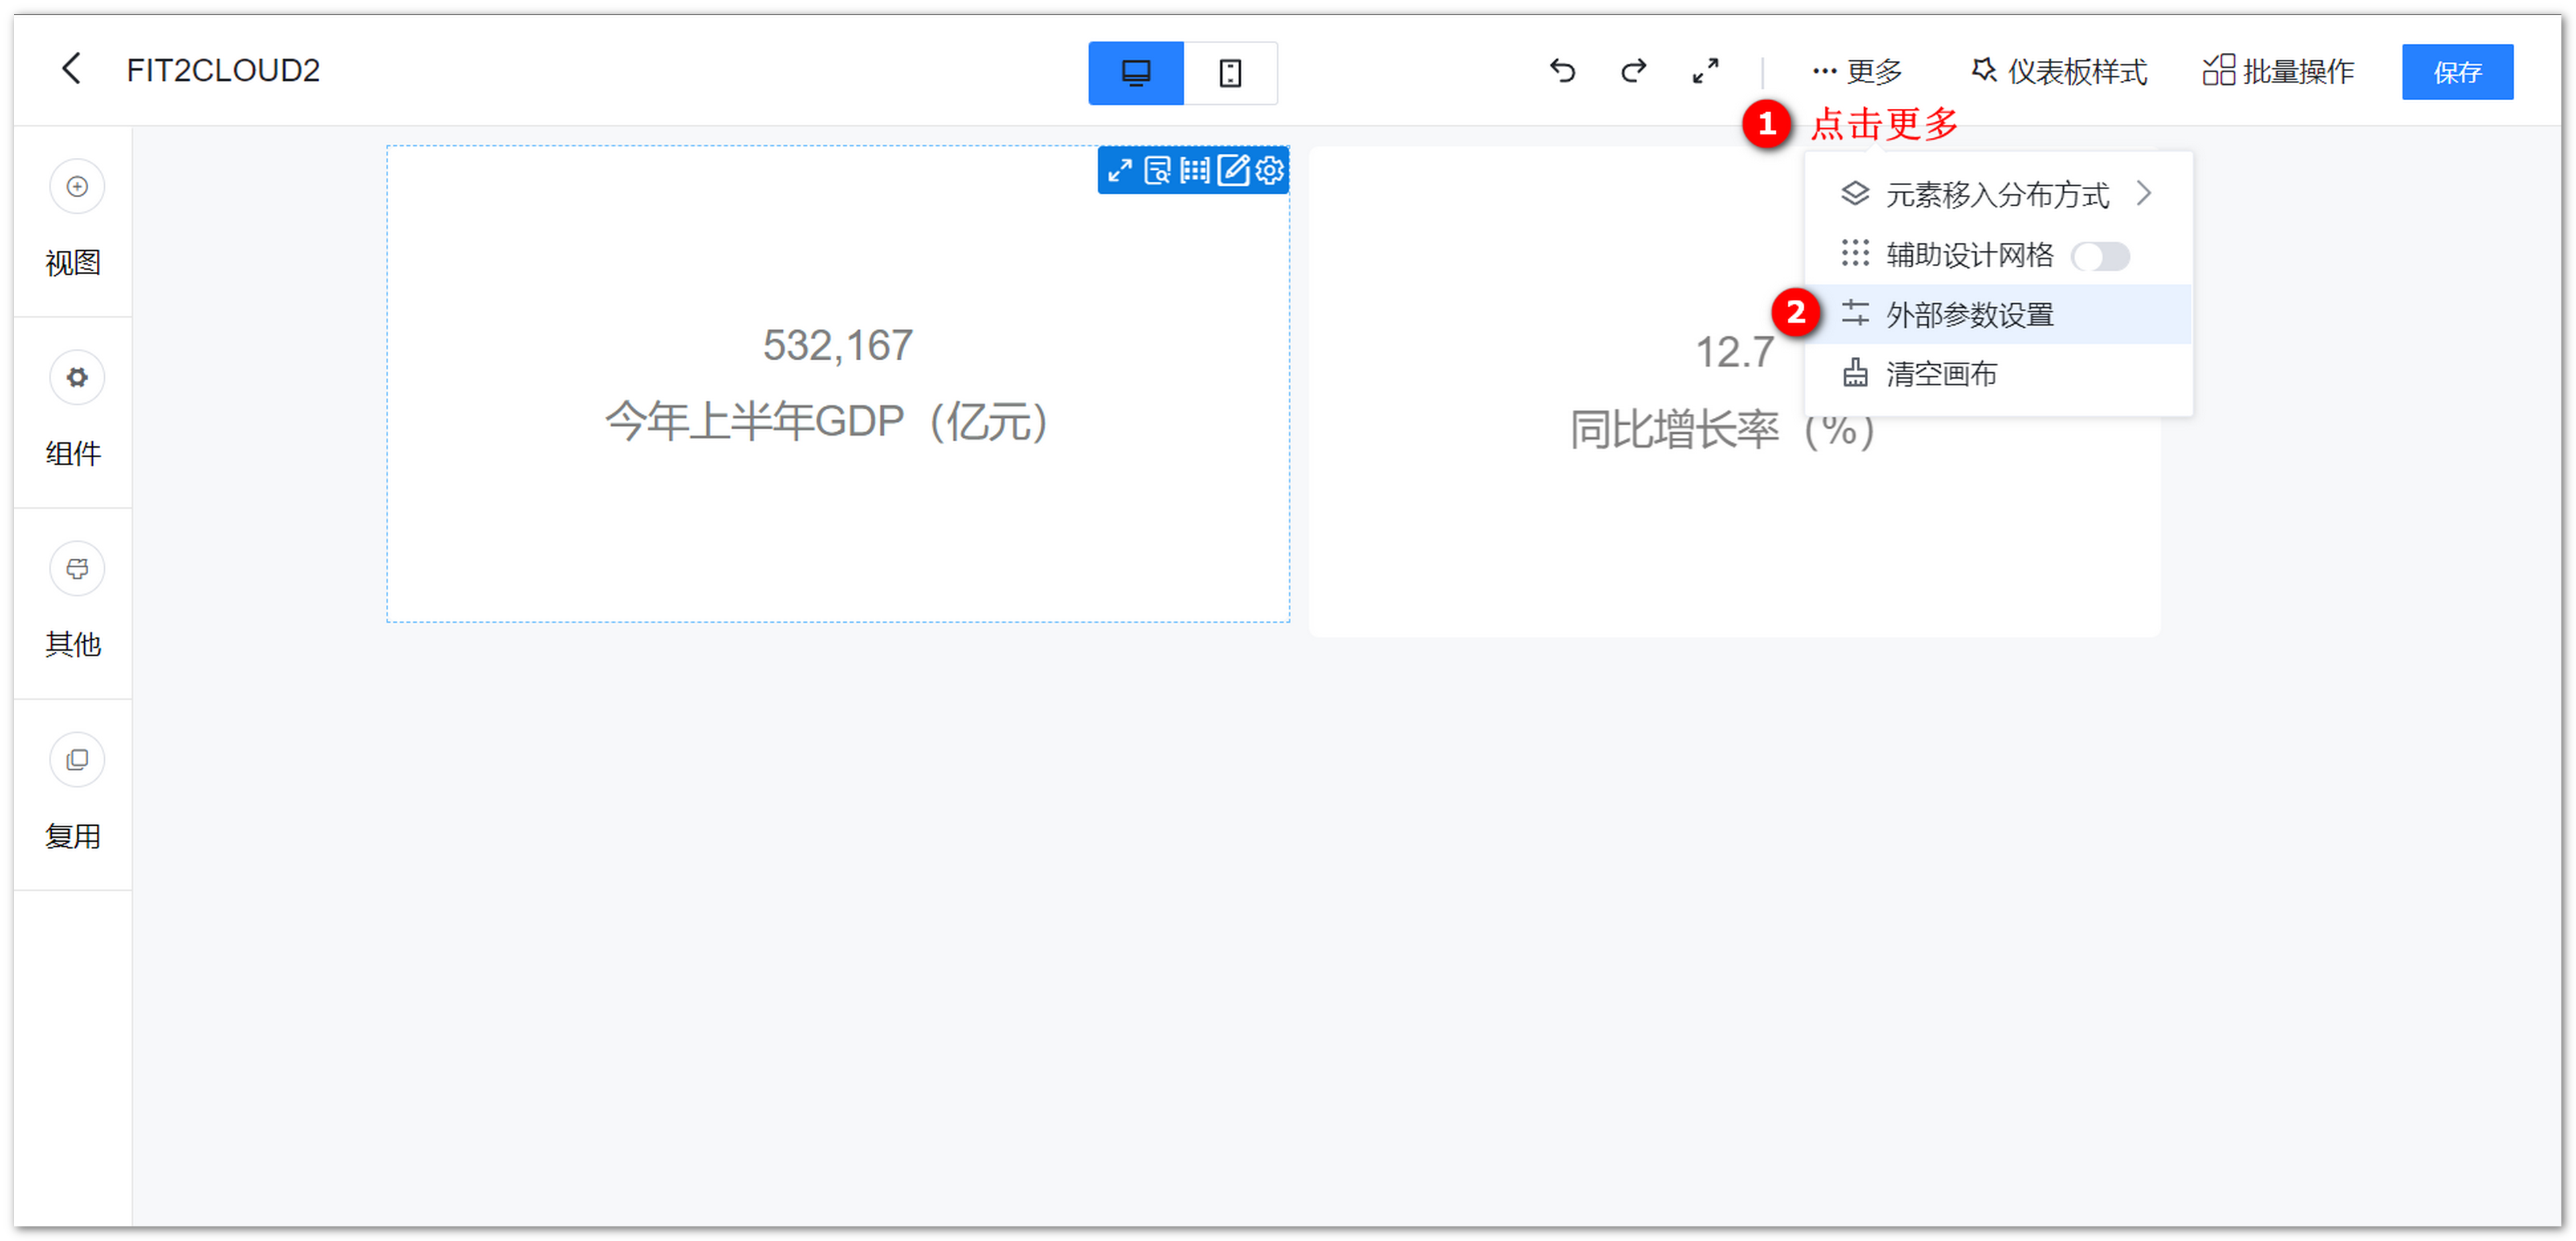 FIT2CLOUD2
更多
仪表板样式
批量操作
保存
1 点击更多
元素移入分布方式
辅助设计网格
2 外部参数设置
清空画布
视图
组件
其他
复用
532,167
今年上半年GDP（亿元）
12.7
同比增长率（%）